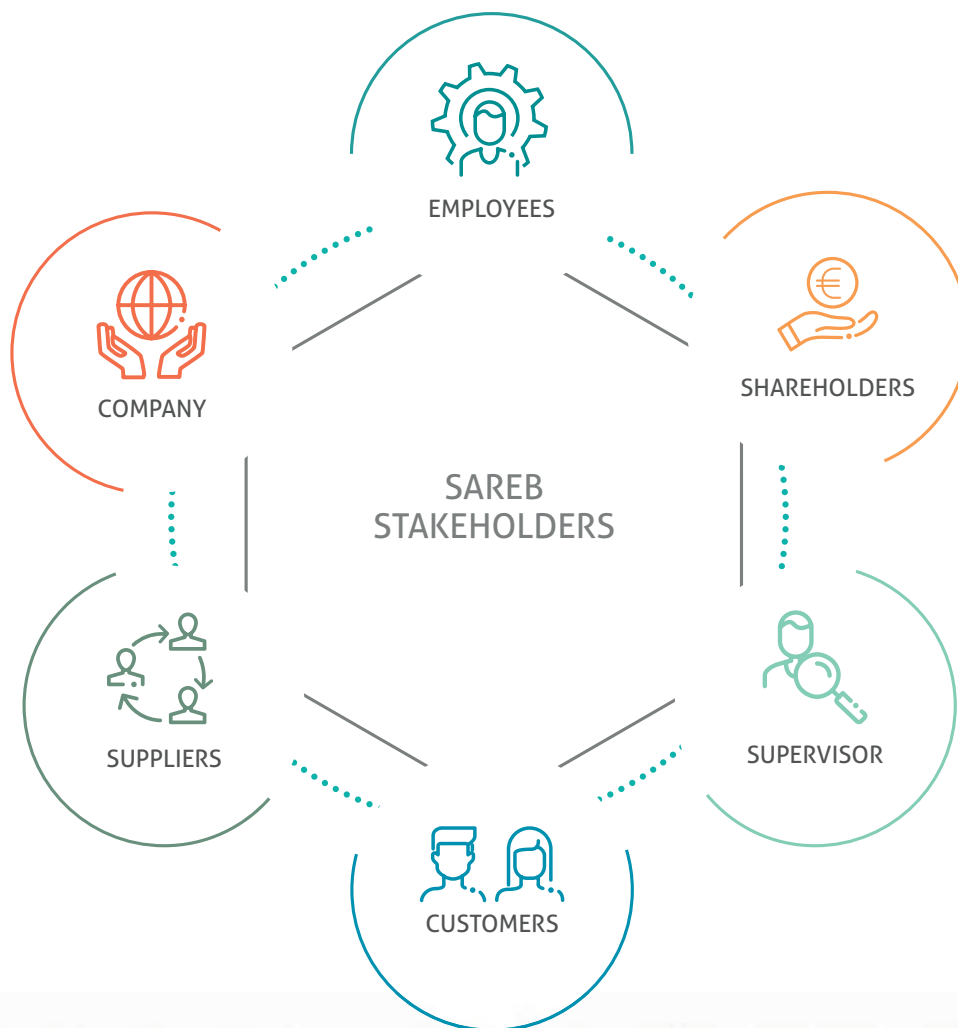 EMPLOYEES
SHAREHOLDERS
COMPANY
SAREB
STAKEHOLDERS
SUPERVISOR
SUPPLIERS
CUSTOMERS